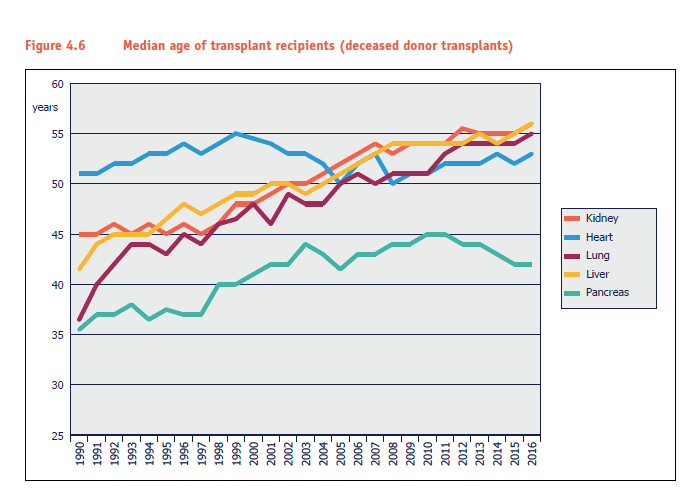 Figure 4.6 Median age of transplant recipients (deceased donor transplants)
60
years
55
50
45
40
35
30
25
1990 1991 1992 1993 1994 1995 1996 1997 1998 1999 2000 2001 2002 2003 2004 2005 2006 2007 2008 2009 2010 2011 2012 2013 2014 2015 2016
Kidney
Heart
Lung
Liver
Pancreas